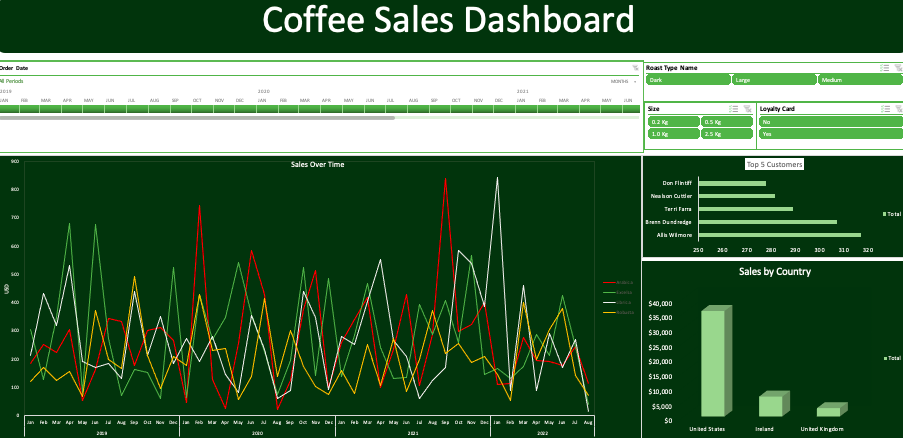 Coffee Sales Dashboard
Order Date
All Periods
MONTHS
2019 2020 2021
JAN FEB MAR APR MAY JUN JUL AUG SEP OCT NOV DEC JAN FEB MAR APR MAY JUN JUL AUG SEP OCT NOV DEC JAN FEB MAR APR MAY JUN
Roast Type Name
Dark Large Medium
Size
0.2 Kg 0.5 Kg
1.0 Kg 2.5 Kg
Loyalty Card
No
Yes
Sales Over Time
900
800
700
600
500
400
300
200
100
0
USD
Jan Feb Mar Apr May Jun Jul Aug Sep Oct Nov Dec Jan Feb Mar Apr May Jun Jul Aug Sep Oct Nov Dec Jan Feb Mar Apr May Jun Jul Aug Sep Oct Nov Dec Jan Feb Mar Apr May Jun Jul Aug
2019 2020 2021 2022
Top 5 Customers
Don Flintiff
Nealson Cuttler
Terri Farra
Brenn Dundredge
Allis Wilmore
250 260 270 280 290 300 310 320
Total
Sales by Country
$40,000
$35,000
$30,000
$25,000
$20,000
$15,000
$10,000
$5,000
$0
United States Ireland United Kingdom
Total